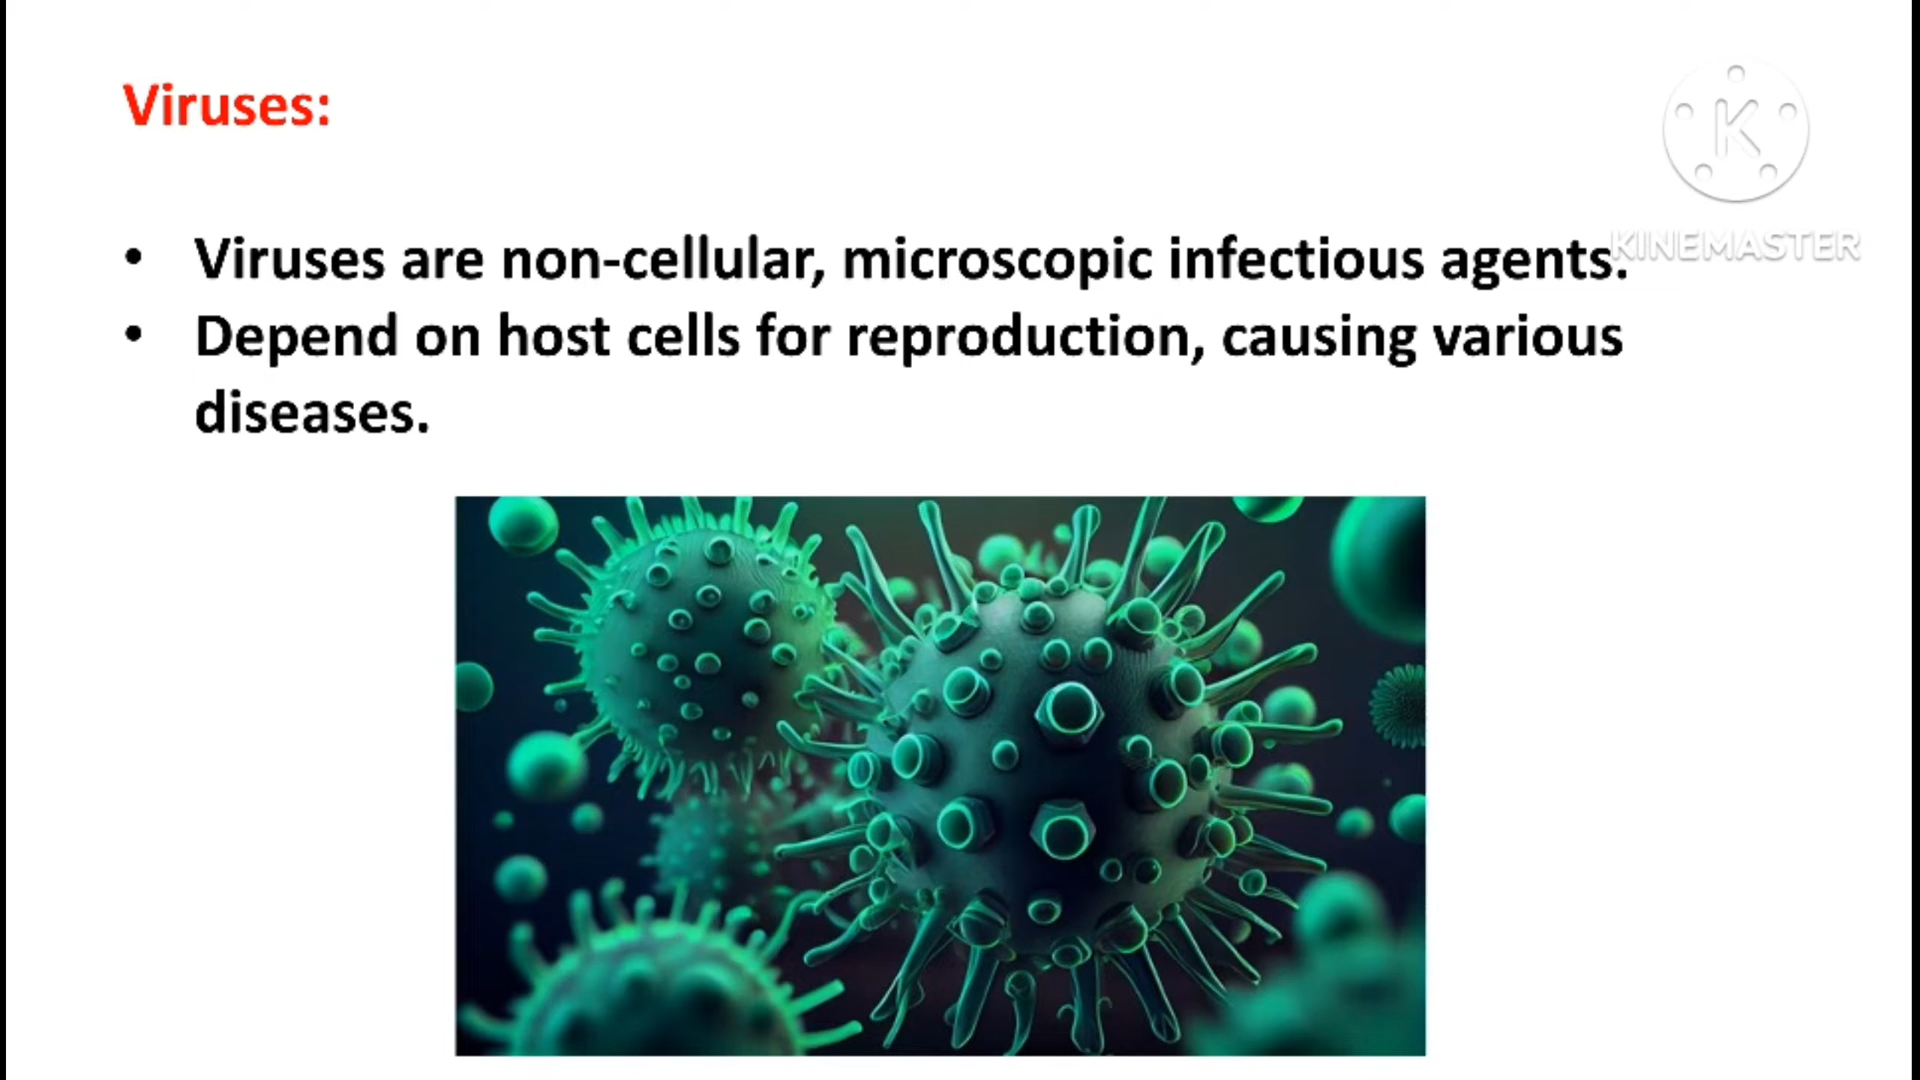 Viruses:
K
KINEMASTER
• Viruses are non-cellular, microscopic infectious agents.
• Depend on host cells for reproduction, causing various
diseases.